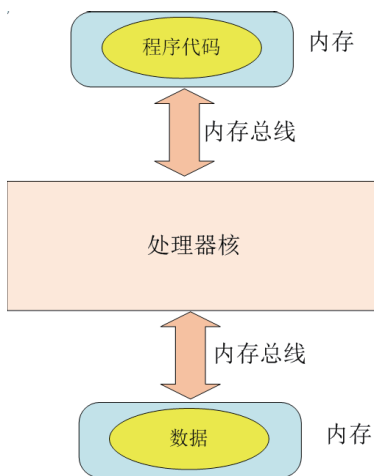 程序代码
内存
内存总线
处理器核
内存总线
数据
内存